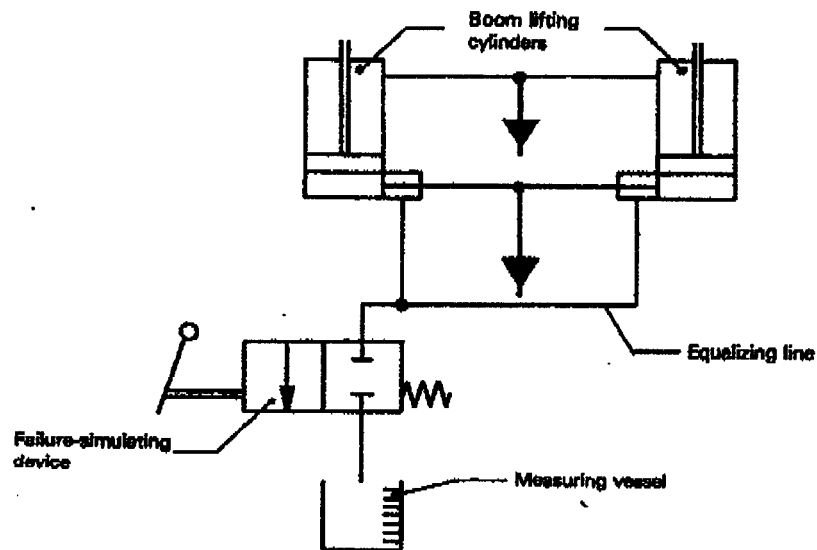 Boom lifting
cylinders
Equalizing line
Failure-simulating
device
Measuring vessel